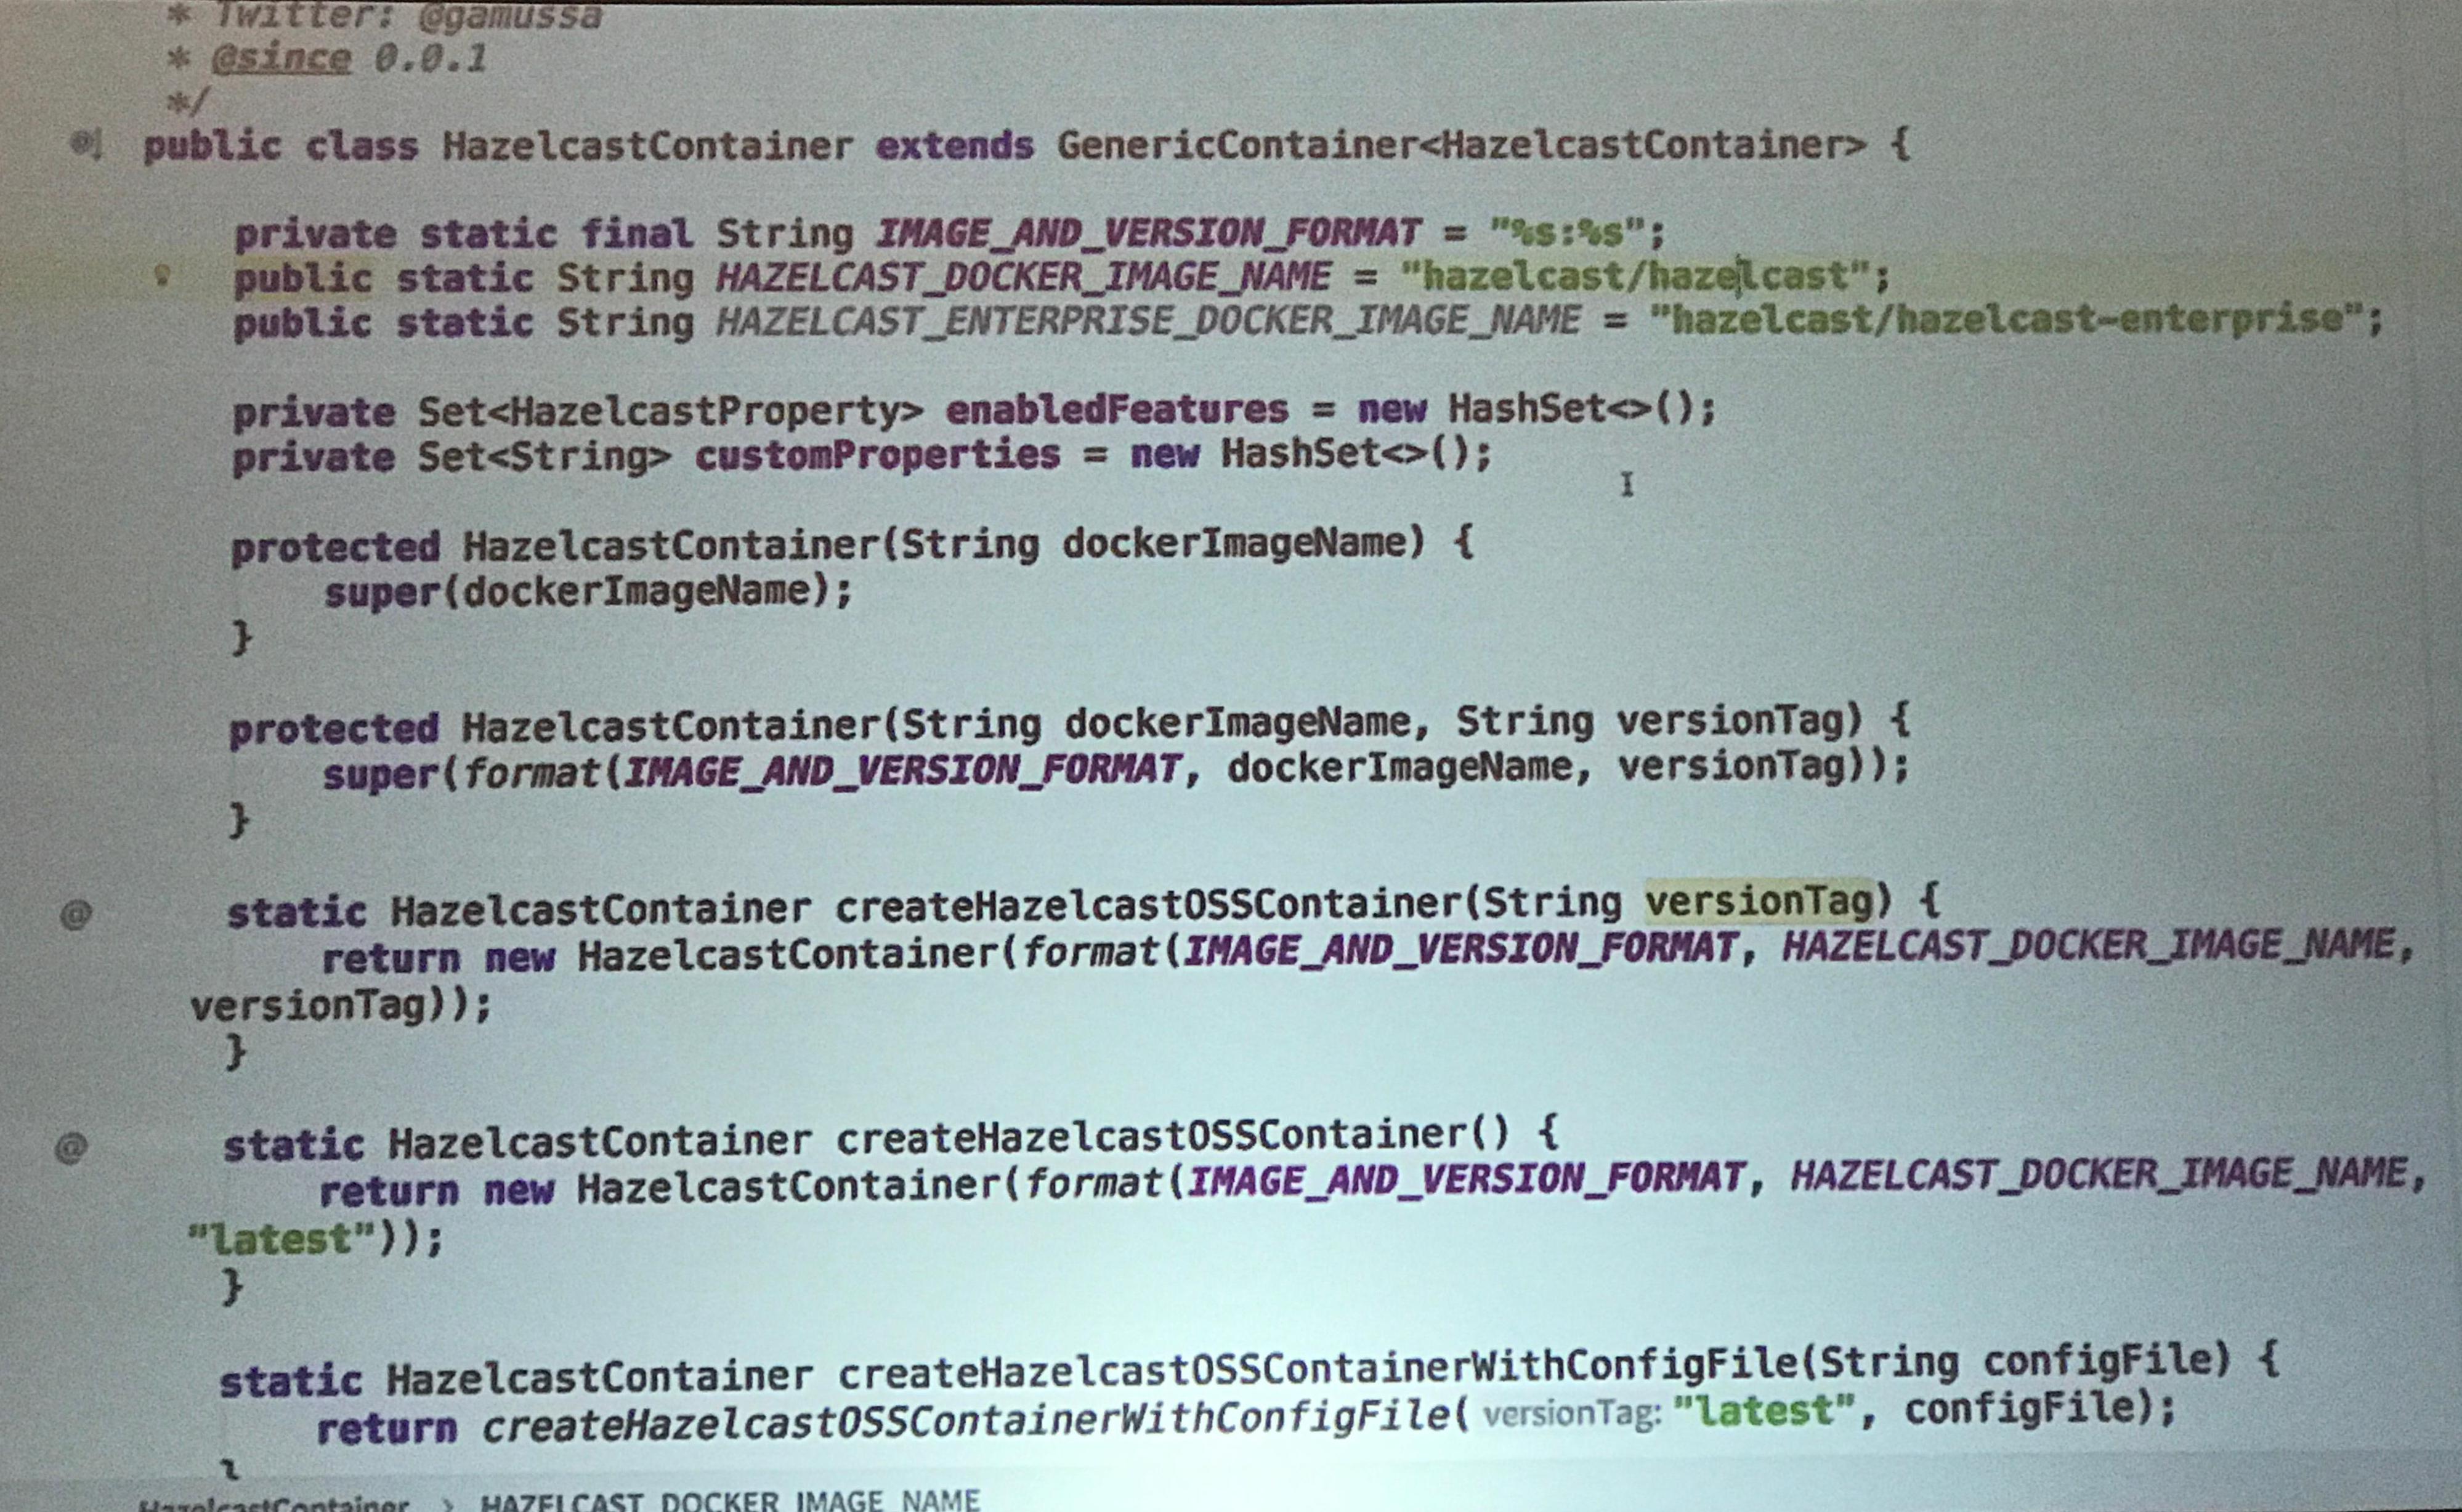 * Twitter: @gamussa
* @since 0.0.1
*/
public class HazelcastContainer extends GenericContainer<HazelcastContainer> {
private static final String IMAGE_AND_VERSION_FORMAT = "%s:%s";
public static String HAZELCAST_DOCKER_IMAGE_NAME = "hazelcast/hazelcast";
public static String HAZELCAST_ENTERPRISE_DOCKER_IMAGE_NAME = "hazelcast/hazelcast-enterprise";
private Set<HazelcastProperty> enabledFeatures = new HashSet<>();
private Set<String> customProperties = new HashSet<>();
protected HazelcastContainer(String dockerImageName) {
super(dockerImageName);
}
protected HazelcastContainer(String dockerImageName, String versionTag) {
super(format(IMAGE_AND_VERSION_FORMAT, dockerImageName, versionTag));
}
@ static HazelcastContainer createHazelcastOSSContainer(String versionTag) {
return new HazelcastContainer(format(IMAGE_AND_VERSION_FORMAT, HAZELCAST_DOCKER_IMAGE_NAME,
versionTag));
}
@ static HazelcastContainer createHazelcastOSSContainer() {
return new HazelcastContainer(format(IMAGE_AND_VERSION_FORMAT, HAZELCAST_DOCKER_IMAGE_NAME,
"latest"));
}
static HazelcastContainer createHazelcastOSSContainerWithConfigFile(String configFile) {
return createHazelcastOSSContainerWithConfigFile( versionTag: "latest", configFile);
}
HazelcastContainer > HAZELCAST_DOCKER_IMAGE_NAME